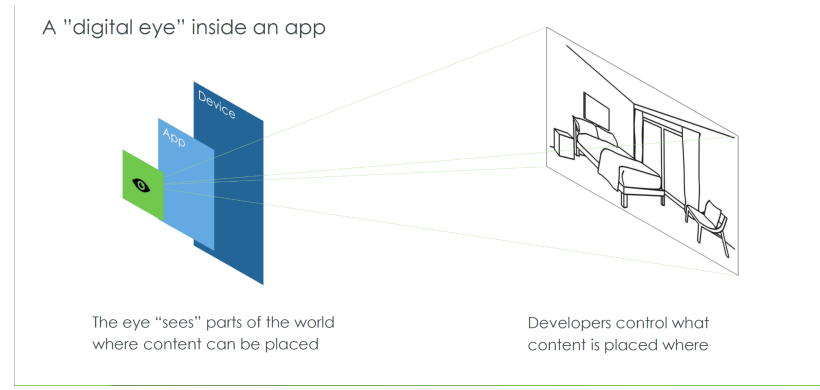 A ”digital eye” inside an app
Device
App
The eye “sees” parts of the world
where content can be placed
Developers control what
content is placed where